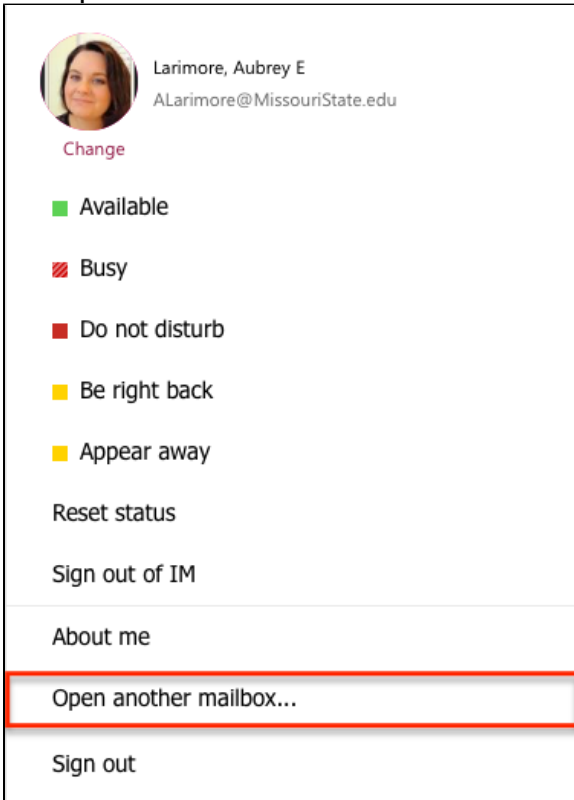 Larimore, Aubrey E
ALarimore@MissouriState.edu
Change
Available
Busy
Do not disturb
Be right back
Appear away
Reset status
Sign out of IM
About me
Open another mailbox...
Sign out